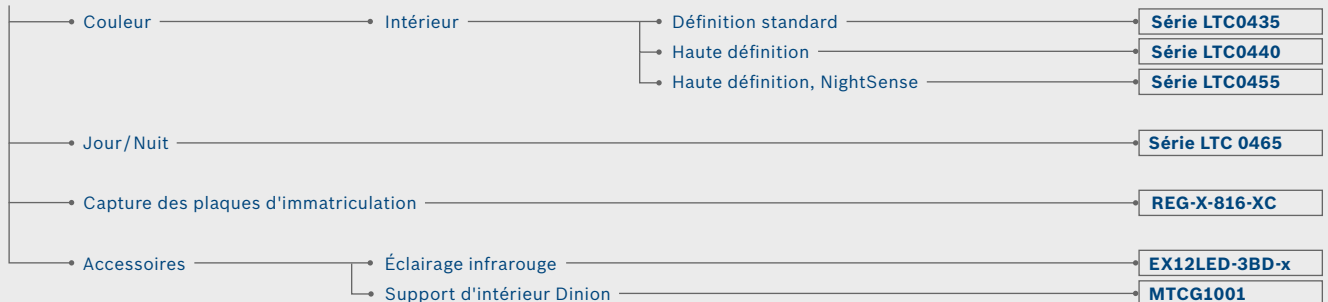 Couleur Intérieur Définition standard Série LTC0435
Haute définition Série LTC0440
Haute définition, NightSense Série LTC0455
Jour/Nuit Série LTC 0465
Capture des plaques d'immatriculation REG-X-816-XC
Accessoires Éclairage infrarouge EX12LED-3BD-x
Support d'intérieur Dinion MTCG1001